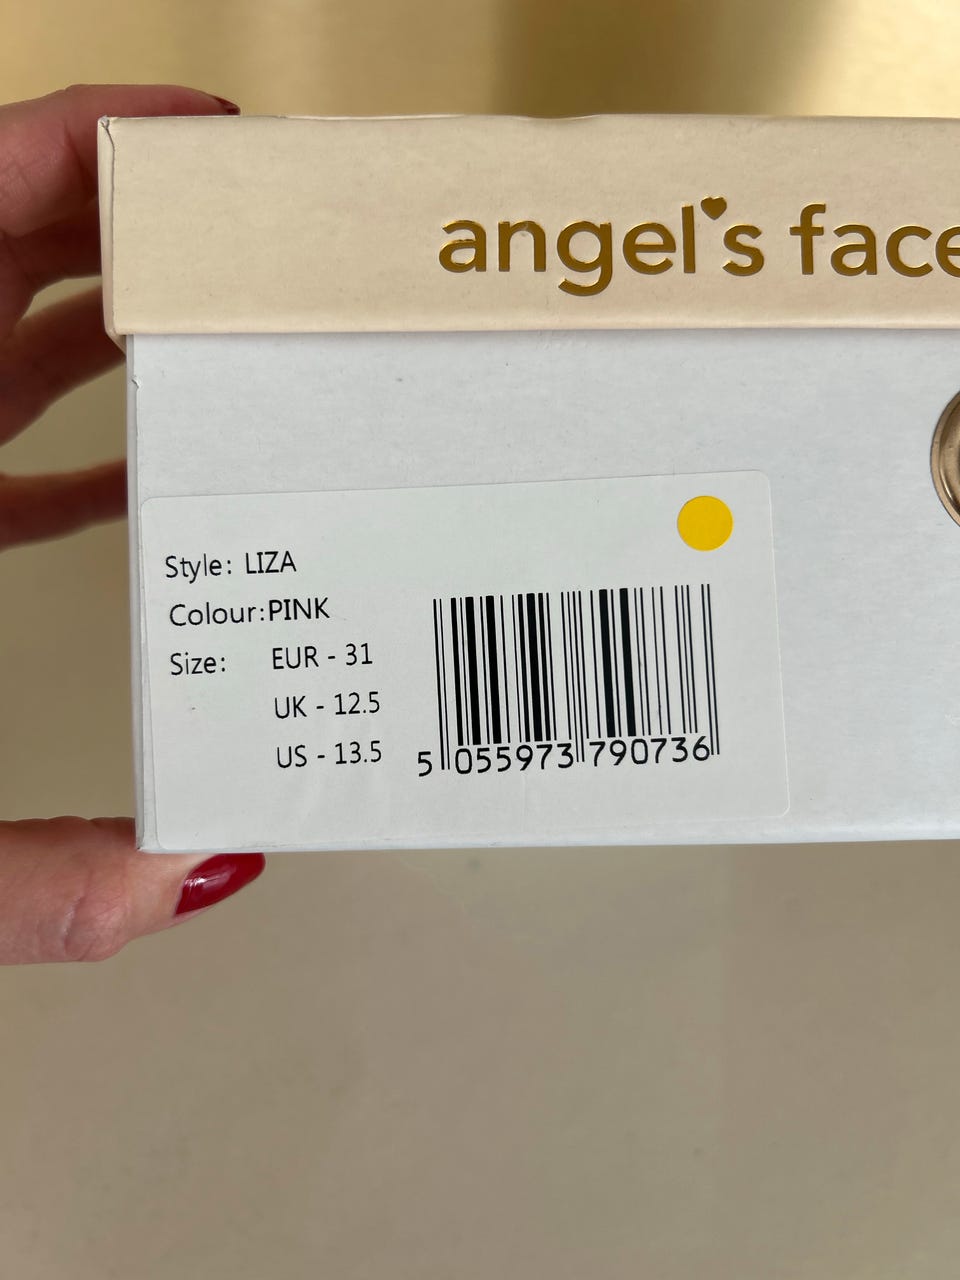 angel's face
Style: LIZA
Colour:PINK
Size: EUR - 31
UK - 12.5
US - 13.5
5 055973 790736